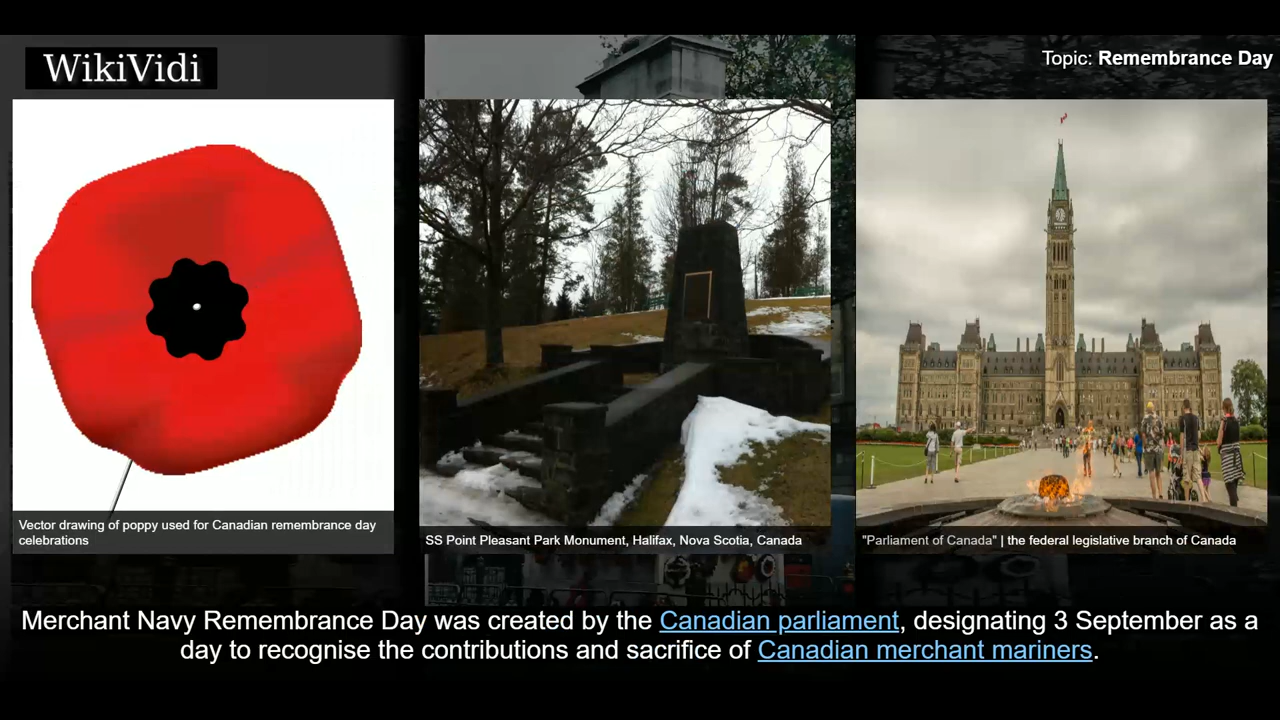 WikiVidi
Topic: Remembrance Day
Vector drawing of poppy used for Canadian remembrance day
celebrations
SS Point Pleasant Park Monument, Halifax, Nova Scotia, Canada
"Parliament of Canada" | the federal legislative branch of Canada
Merchant Navy Remembrance Day was created by the Canadian parliament, designating 3 September as a
day to recognise the contributions and sacrifice of Canadian merchant mariners.